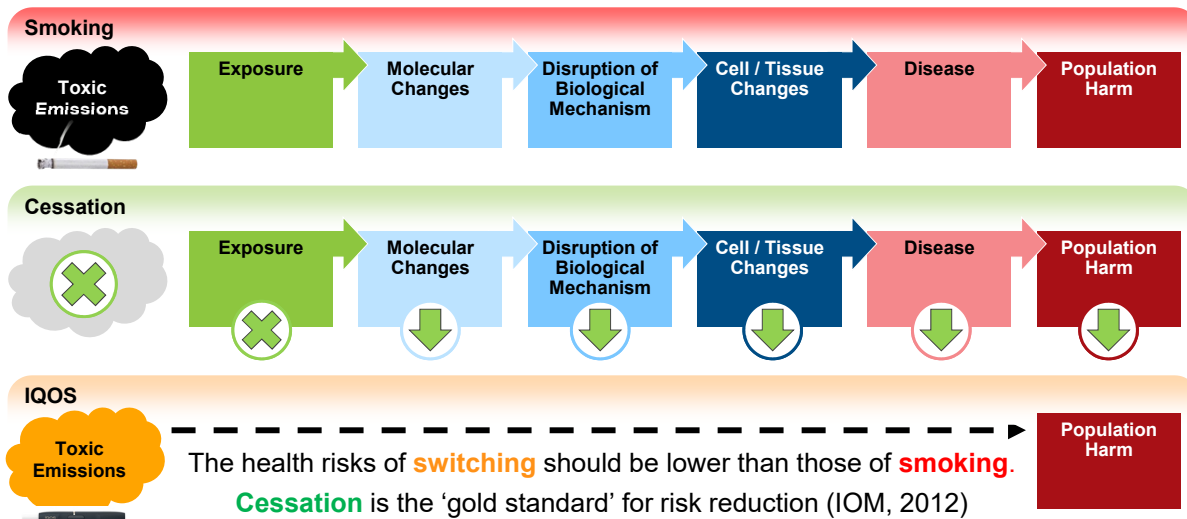 Smoking
Toxic
Emissions
Exposure
Molecular
Changes
Disruption of
Biological
Mechanism
Cell / Tissue
Changes
Disease
Population
Harm
Cessation
Exposure
Molecular
Changes
Disruption of
Biological
Mechanism
Cell / Tissue
Changes
Disease
Population
Harm
IQOS
Toxic
Emissions
Population
Harm
The health risks of switching should be lower than those of smoking.
Cessation is the ‘gold standard’ for risk reduction (IOM, 2012)